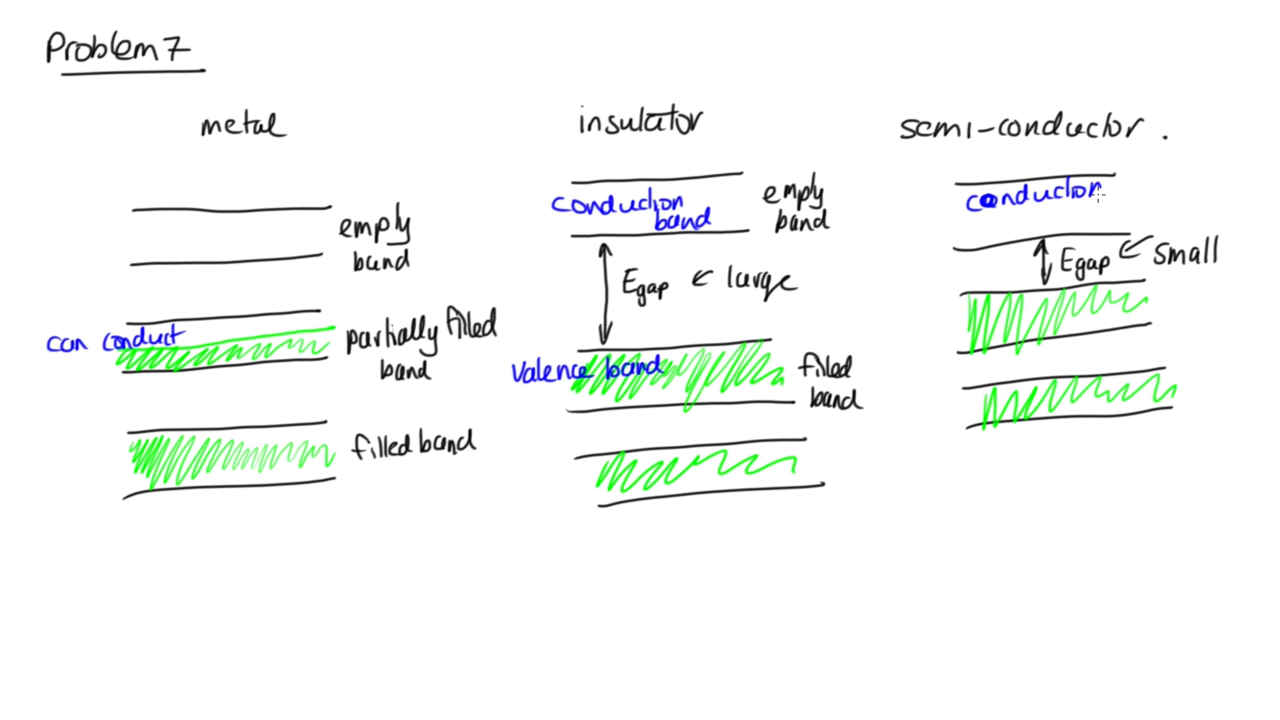 Problem 7
metal
empty
band
can conduct
partially filled
band
filled band
insulator
conduction
band
empty
band
Egap ← large
Valence band
filled
band
semi-conductor.
conduction
Egap ← small